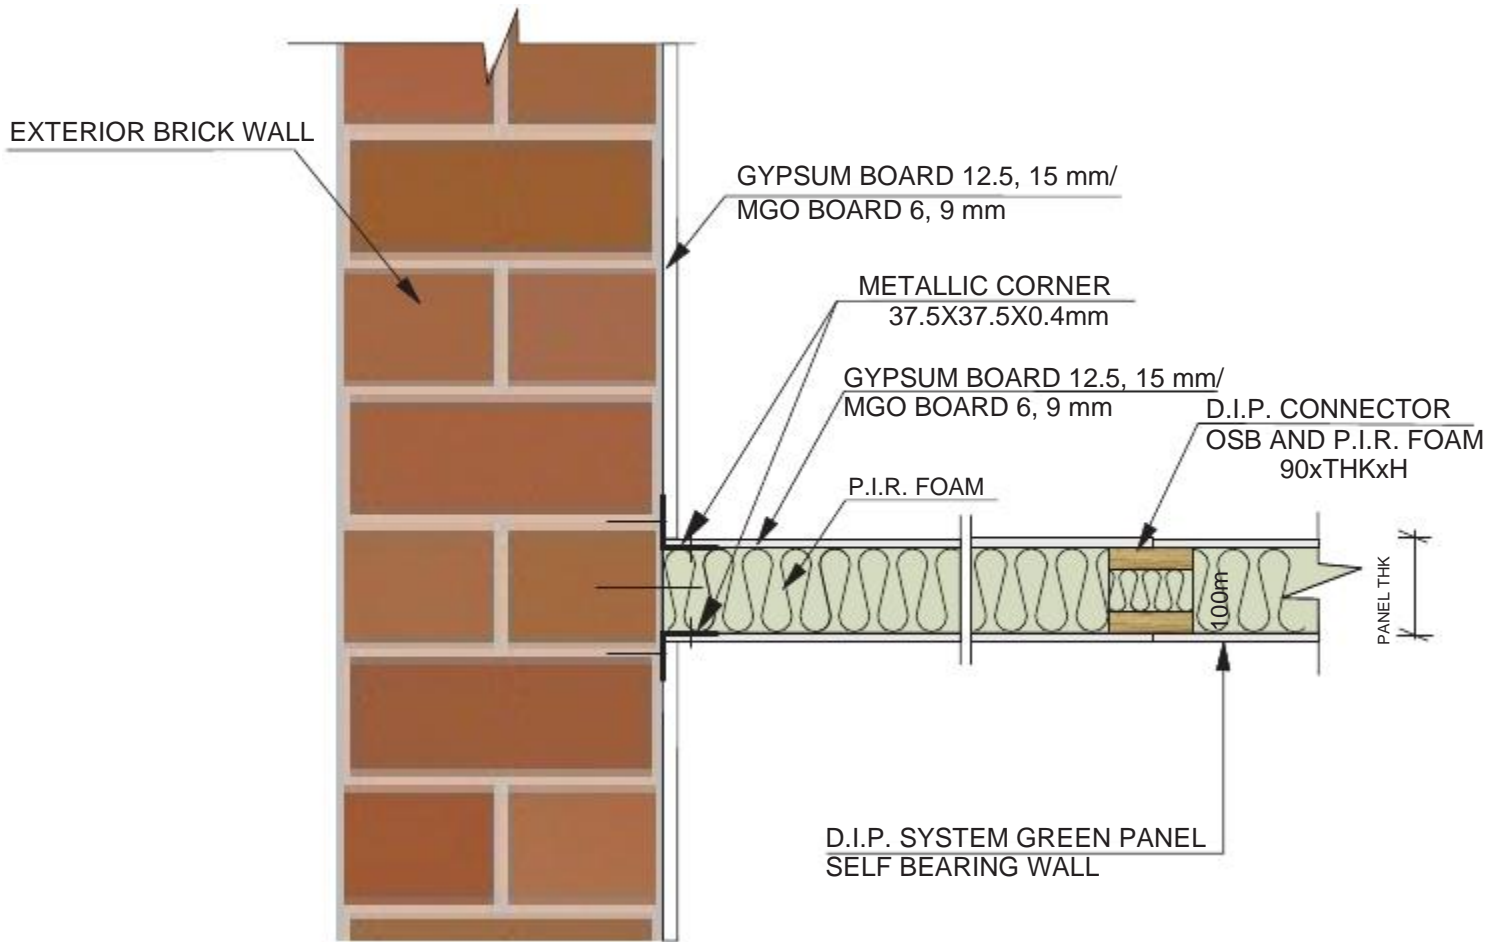 EXTERIOR BRICK WALL
GYPSUM BOARD 12.5, 15 mm/
MGO BOARD 6, 9 mm
METALLIC CORNER
37.5X37.5X0.4mm
GYPSUM BOARD 12.5, 15 mm/
MGO BOARD 6, 9 mm
D.I.P. CONNECTOR
OSB AND P.I.R. FOAM
90xTHKxH
P.I.R. FOAM
100m
PANEL THK
D.I.P. SYSTEM GREEN PANEL
SELF BEARING WALL